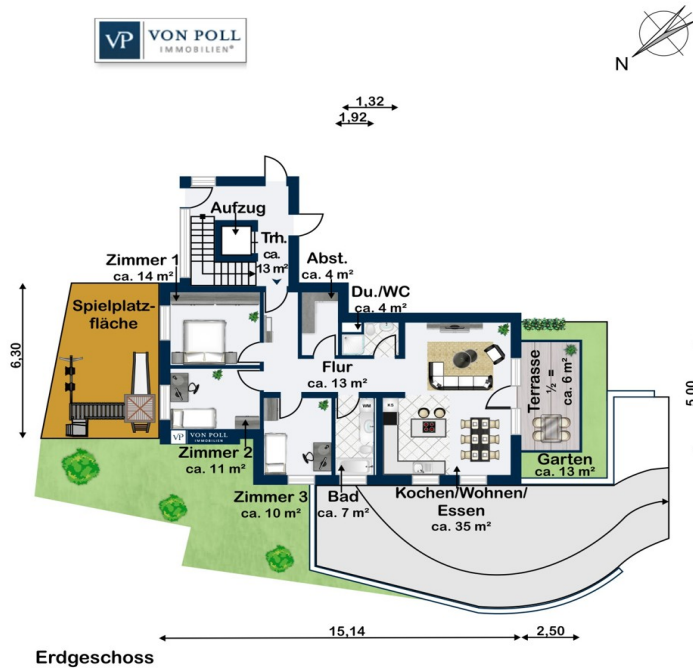 VP VON POLL
IMMOBILIEN®
N
1,32
1,92
Aufzug
Trh.
ca.
13 m²
Zimmer 1
ca. 14 m²
Abst.
ca. 4 m²
Du./WC
ca. 4 m²
Spielplatz-
fläche
6,30
Flur
ca. 13 m²
Terrasse
½ =
ca. 6 m²
5,00
KS
WM
VP VON POLL
IMMOBILIEN
Zimmer 2
ca. 11 m²
Zimmer 3
ca. 10 m²
Bad
ca. 7 m²
Kochen/Wohnen/
Essen
ca. 35 m²
Garten
ca. 13 m²
15,14
2,50
Erdgeschoss